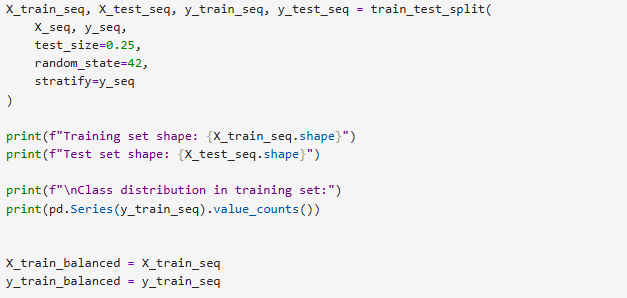 X_train_seq, X_test_seq, y_train_seq, y_test_seq = train_test_split(
    X_seq, y_seq,
    test_size=0.25,
    random_state=42,
    stratify=y_seq
)
print(f"Training set shape: {X_train_seq.shape}")
print(f"Test set shape: {X_test_seq.shape}")
print(f"\nClass distribution in training set:")
print(pd.Series(y_train_seq).value_counts())
X_train_balanced = X_train_seq
y_train_balanced = y_train_seq